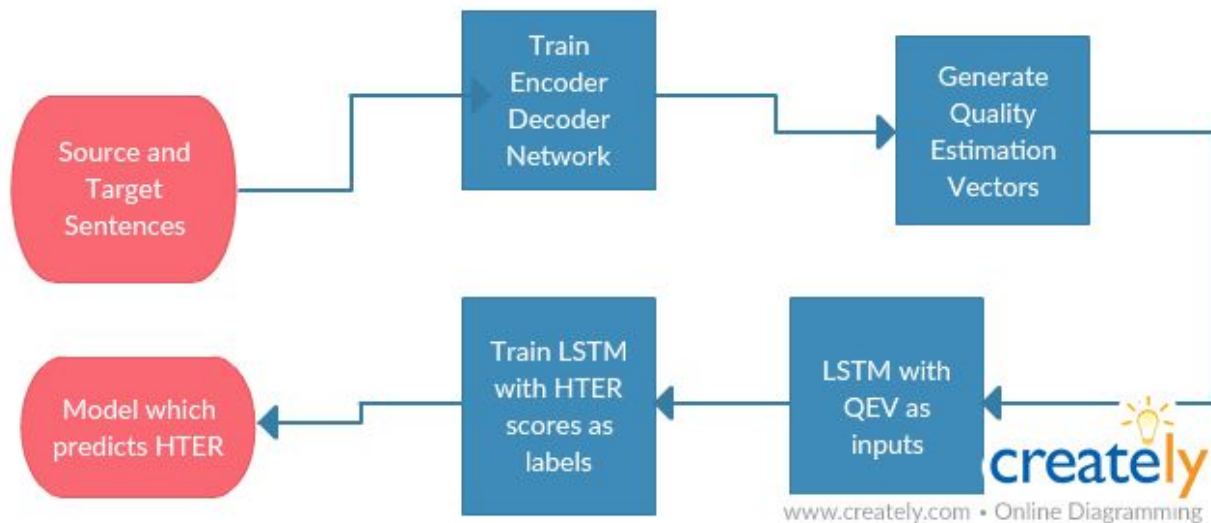 Source and
Target
Sentences
Train
Encoder
Decoder
Network
Generate
Quality
Estimation
Vectors
LSTM with
QEV as
inputs
Train LSTM
with HTER
scores as
labels
Model which
predicts HTER
creately
www.creately.com • Online Diagramming